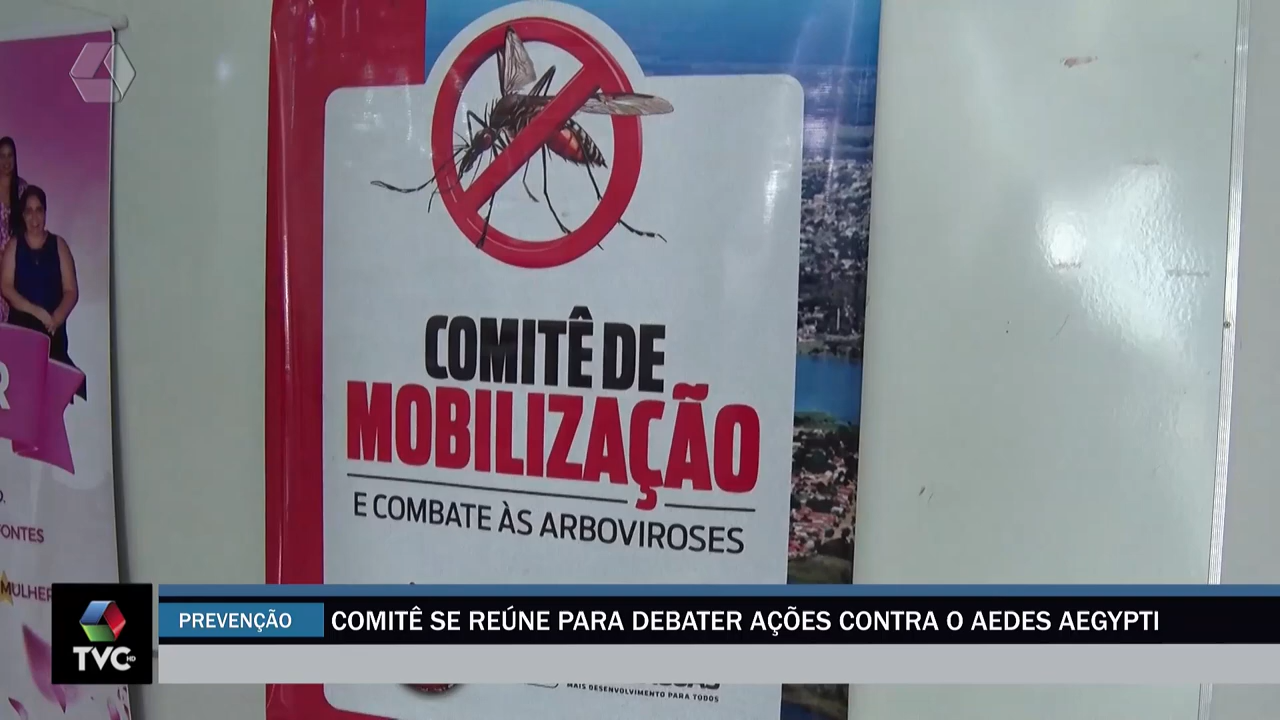 COMITÊ DE
MOBILIZAÇÃO
E COMBATE ÀS ARBOVIROSES
R
FONTES
MULHER
PREVENÇÃO
COMITÊ SE REÚNE PARA DEBATER AÇÕES CONTRA O AEDES AEGYPTI
TVC HD
MAIS DESENVOLVIMENTO PARA TODOS